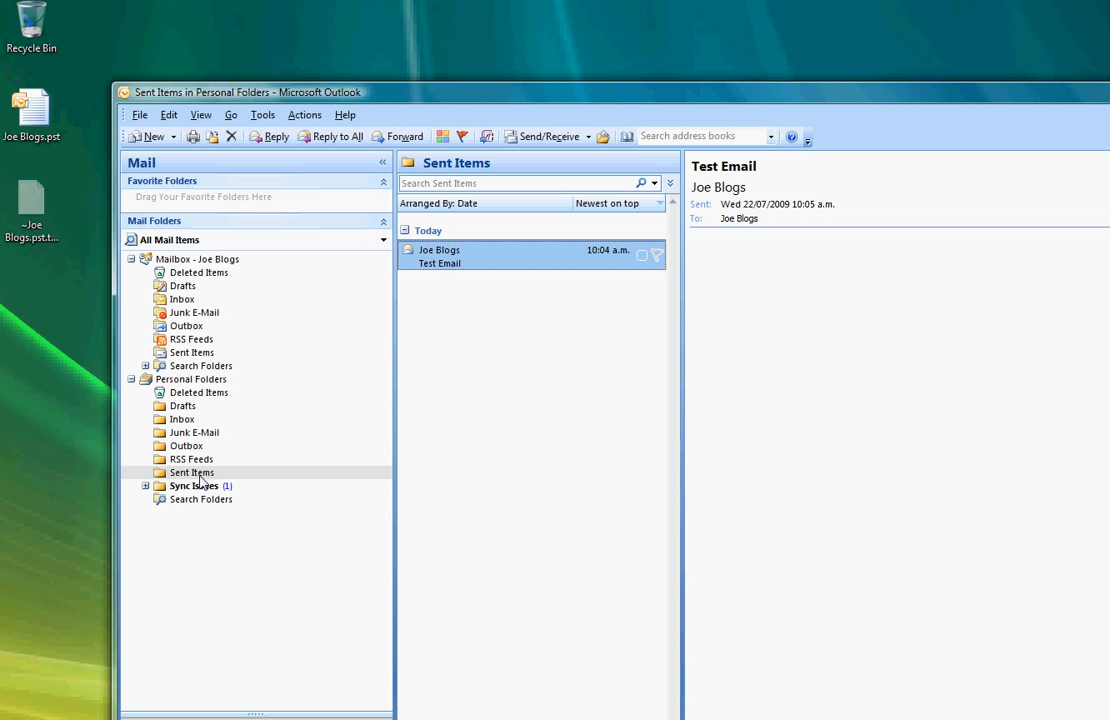 Recycle Bin
Joe Blogs.pst
~Joe
Blogs.pst.t...
Sent Items in Personal Folders - Microsoft Outlook
File Edit View Go Tools Actions Help
New Reply Reply to All Forward Send/Receive Search address books
Mail
Favorite Folders
Drag Your Favorite Folders Here
Mail Folders
All Mail Items
Mailbox - Joe Blogs
Deleted Items
Drafts
Inbox
Junk E-Mail
Outbox
RSS Feeds
Sent Items
Search Folders
Personal Folders
Deleted Items
Drafts
Inbox
Junk E-Mail
Outbox
RSS Feeds
Sent Items
Sync Issues (1)
Search Folders
Sent Items
Search Sent Items
Arranged By: Date Newest on top
Today
Joe Blogs 10:04 a.m.
Test Email
Test Email
Joe Blogs
Sent: Wed 22/07/2009 10:05 a.m.
To: Joe Blogs